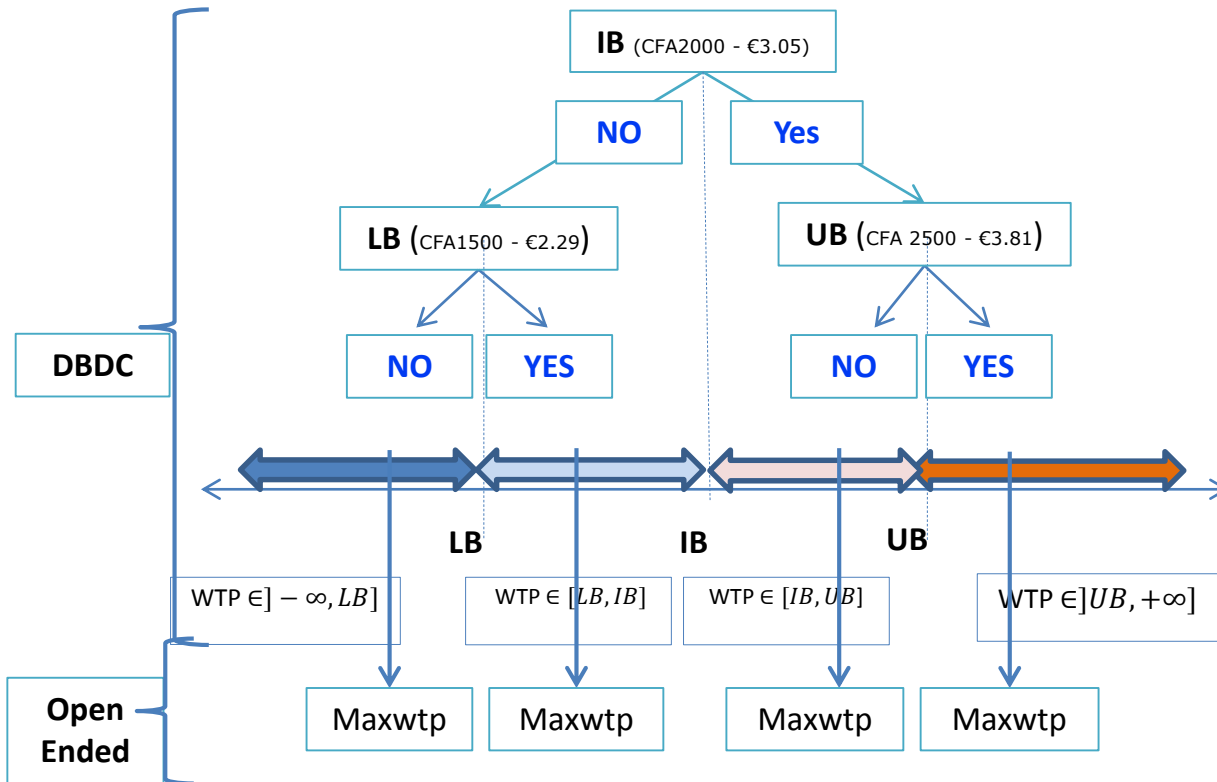 IB (CFA2000 - €3.05)
NO
Yes
LB (CFA1500 - €2.29)
UB (CFA 2500 - €3.81)
DBDC
NO
YES
NO
YES
LB
IB
UB
WTP ∈] − ∞, LB]
WTP ∈ [LB, IB]
WTP ∈ [IB, UB]
WTP ∈]UB, +∞]
Open
Ended
Maxwtp
Maxwtp
Maxwtp
Maxwtp